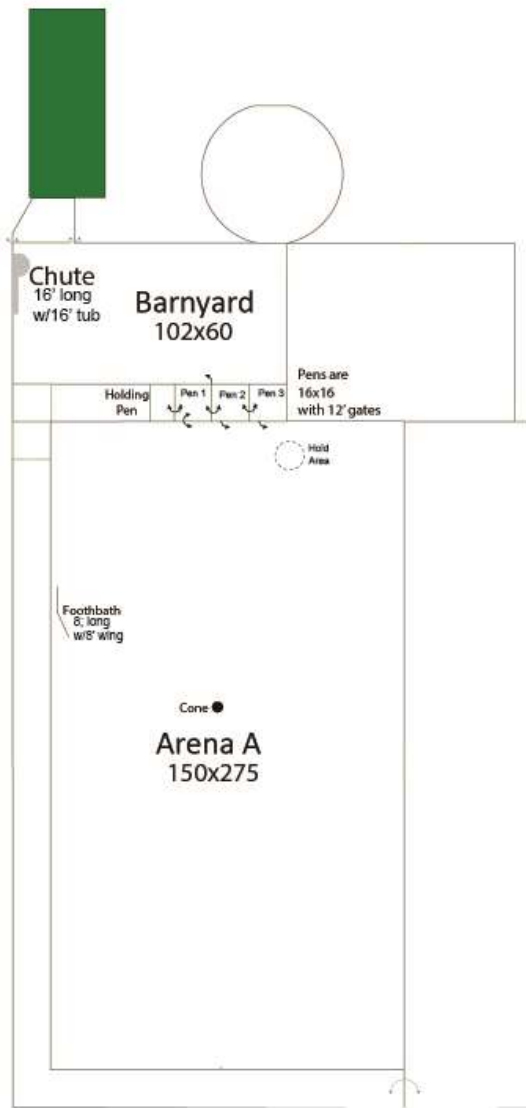 Chute
16' long
w/16' tub
Barnyard
102x60
Holding
Pen
Pen 1
Pen 2
Pen 3
Pens are
16x16
with 12' gates
Hold
Area
Foothbath
8; long
w/8' wing
Cone
Arena A
150x275